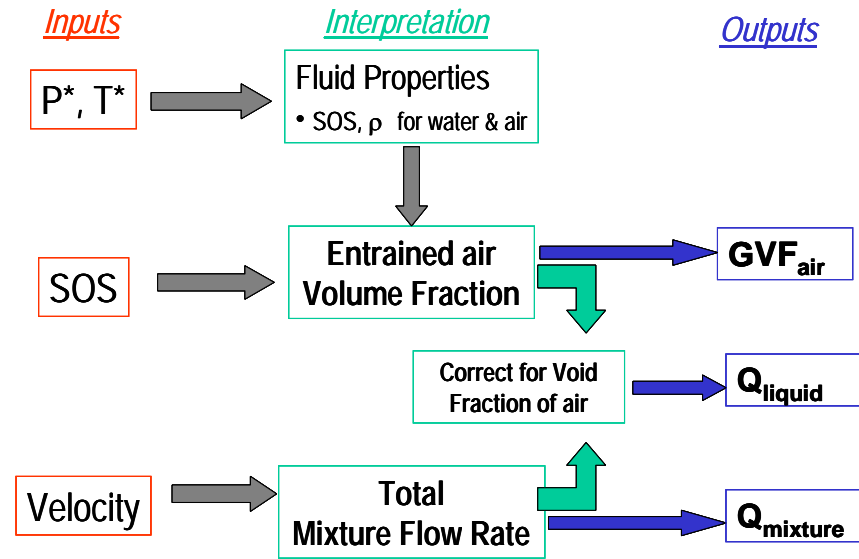 Inputs
Interpretation
Outputs
P*, T*
Fluid Properties
• SOS, ρ for water & air
SOS
Entrained air
Volume Fraction
GVFair
Correct for Void
Fraction of air
Qliquid
Velocity
Total
Mixture Flow Rate
Qmixture